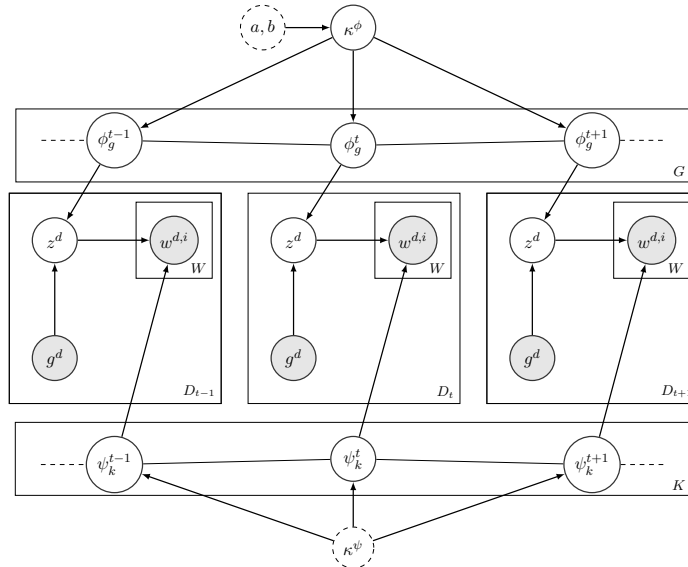 a, b κ^ϕ
ϕ_g^{t−1} ϕ_g^t ϕ_g^{t+1}
G
z^d w^{d,i} z^d w^{d,i} z^d w^{d,i}
W W W
g^d g^d g^d
D_{t−1} D_t D_{t+1}
ψ_k^{t−1} ψ_k^t ψ_k^{t+1}
K
κ^ψ